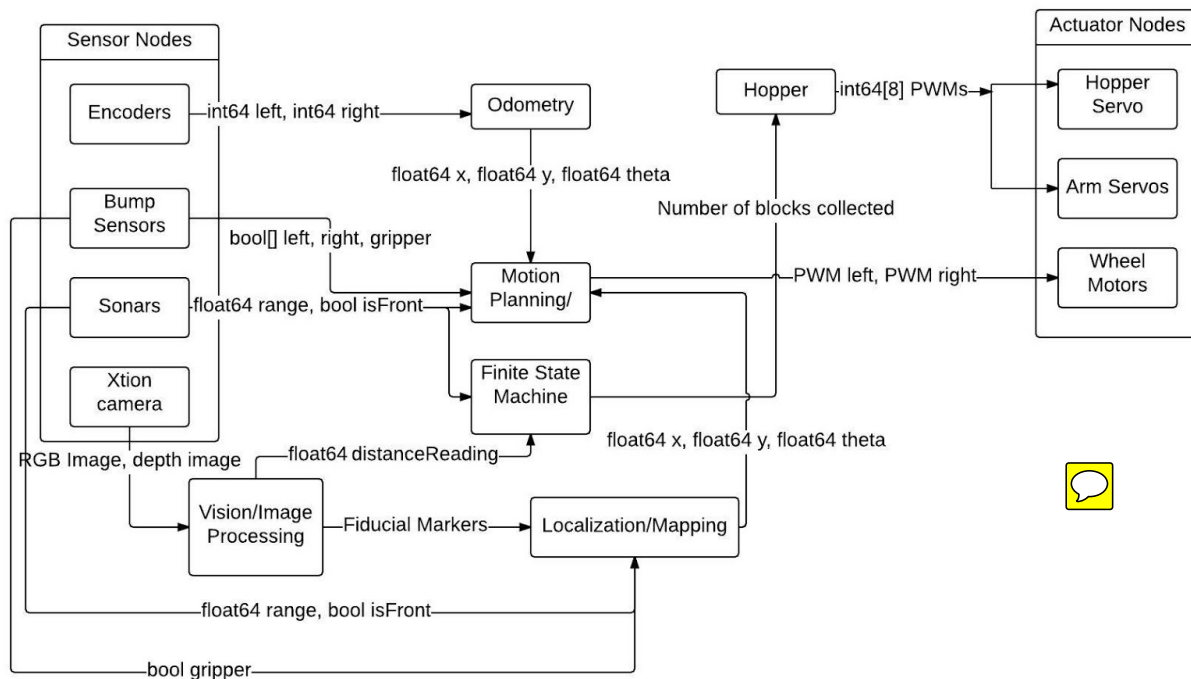 Sensor Nodes
Encoders
Bump
Sensors
Sonars
Xtion
camera
int64 left, int64 right
Odometry
float64 x, float64 y, float64 theta
bool[] left, right, gripper
float64 range, bool isFront
Motion
Planning/
Finite State
Machine
RGB Image, depth image
float64 distanceReading
Vision/Image
Processing
Fiducial Markers
Localization/Mapping
float64 x, float64 y, float64 theta
float64 range, bool isFront
bool gripper
Hopper
int64[8] PWMs
Number of blocks collected
PWM left, PWM right
Actuator Nodes
Hopper
Servo
Arm Servos
Wheel
Motors